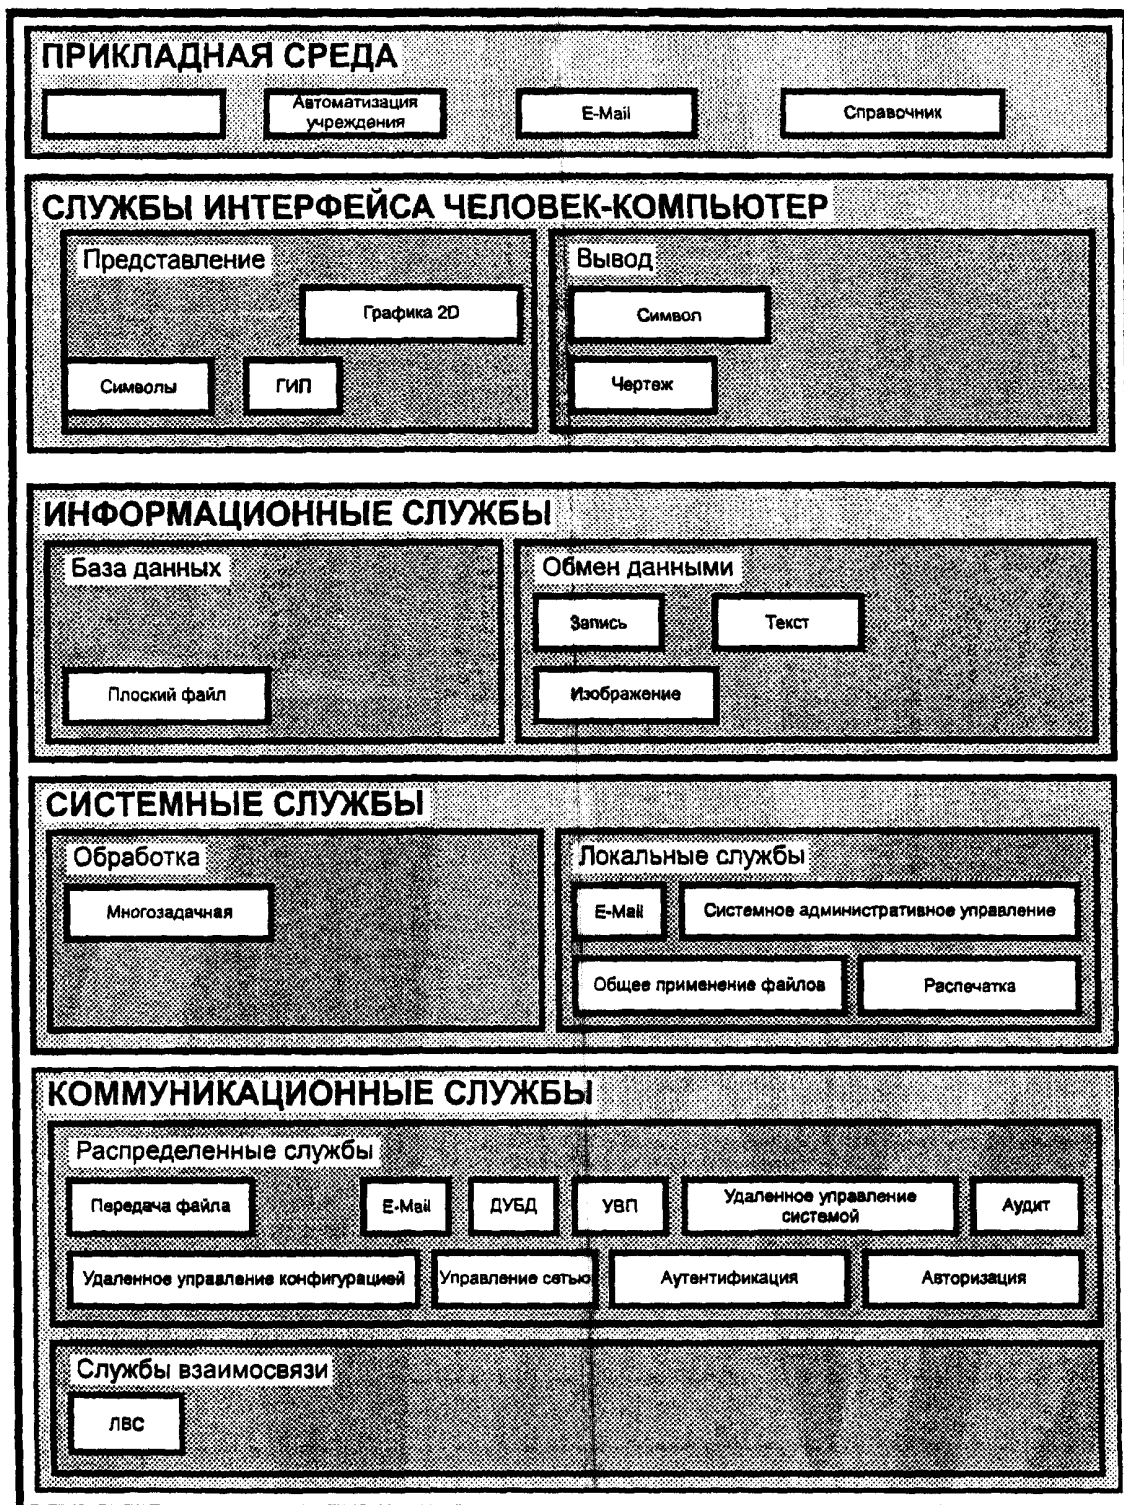 ПРИКЛАДНАЯ СРЕДА
Автоматизация
учреждения
E-Mail
Справочник
СЛУЖБЫ ИНТЕРФЕЙСА ЧЕЛОВЕК-КОМПЬЮТЕР
Представление
Графика 2D
Символы
ГИП
Вывод
Символ
Чертеж
ИНФОРМАЦИОННЫЕ СЛУЖБЫ
База данных
Плоский файл
Обмен данными
Запись
Текст
Изображение
СИСТЕМНЫЕ СЛУЖБЫ
Обработка
Многозадачная
Локальные службы
E-Mail
Системное административное управление
Общее применение файлов
Распечатка
КОММУНИКАЦИОННЫЕ СЛУЖБЫ
Распределенные службы
Передача файла
E-Mail
ДУБД
УВП
Удаленное управление
системой
Аудит
Удаленное управление конфигурацией
Управление сетью
Аутентификация
Авторизация
Службы взаимосвязи
ЛВС